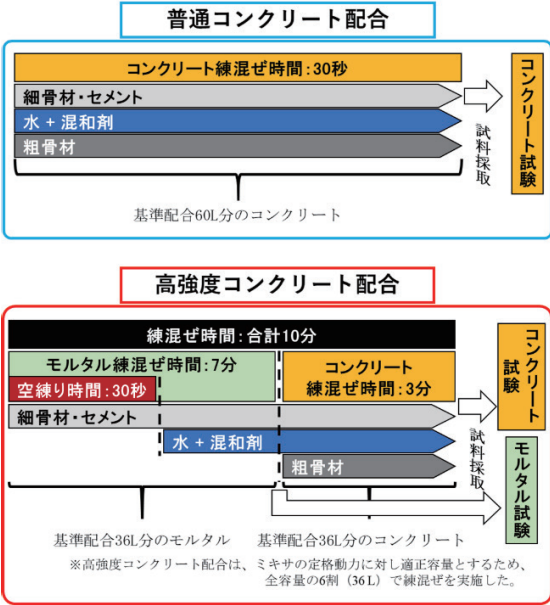 普通コンクリート配合
コンクリート練混ぜ時間：30秒
細骨材・セメント
水 + 混和剤
粗骨材
試料採取
コンクリート試験
基準配合60L分のコンクリート
高強度コンクリート配合
練混ぜ時間：合計10分
モルタル練混ぜ時間：7分
空練り時間：30秒
コンクリート
練混ぜ時間：3分
細骨材・セメント
水 + 混和剤
粗骨材
試料採取
コンクリート
試験
モルタル試験
基準配合36L分のモルタル
基準配合36L分のコンクリート
※高強度コンクリート配合は、ミキサの定格動力に対し適正容量とするため、
全容量の6割（36L）で練混ぜを実施した。